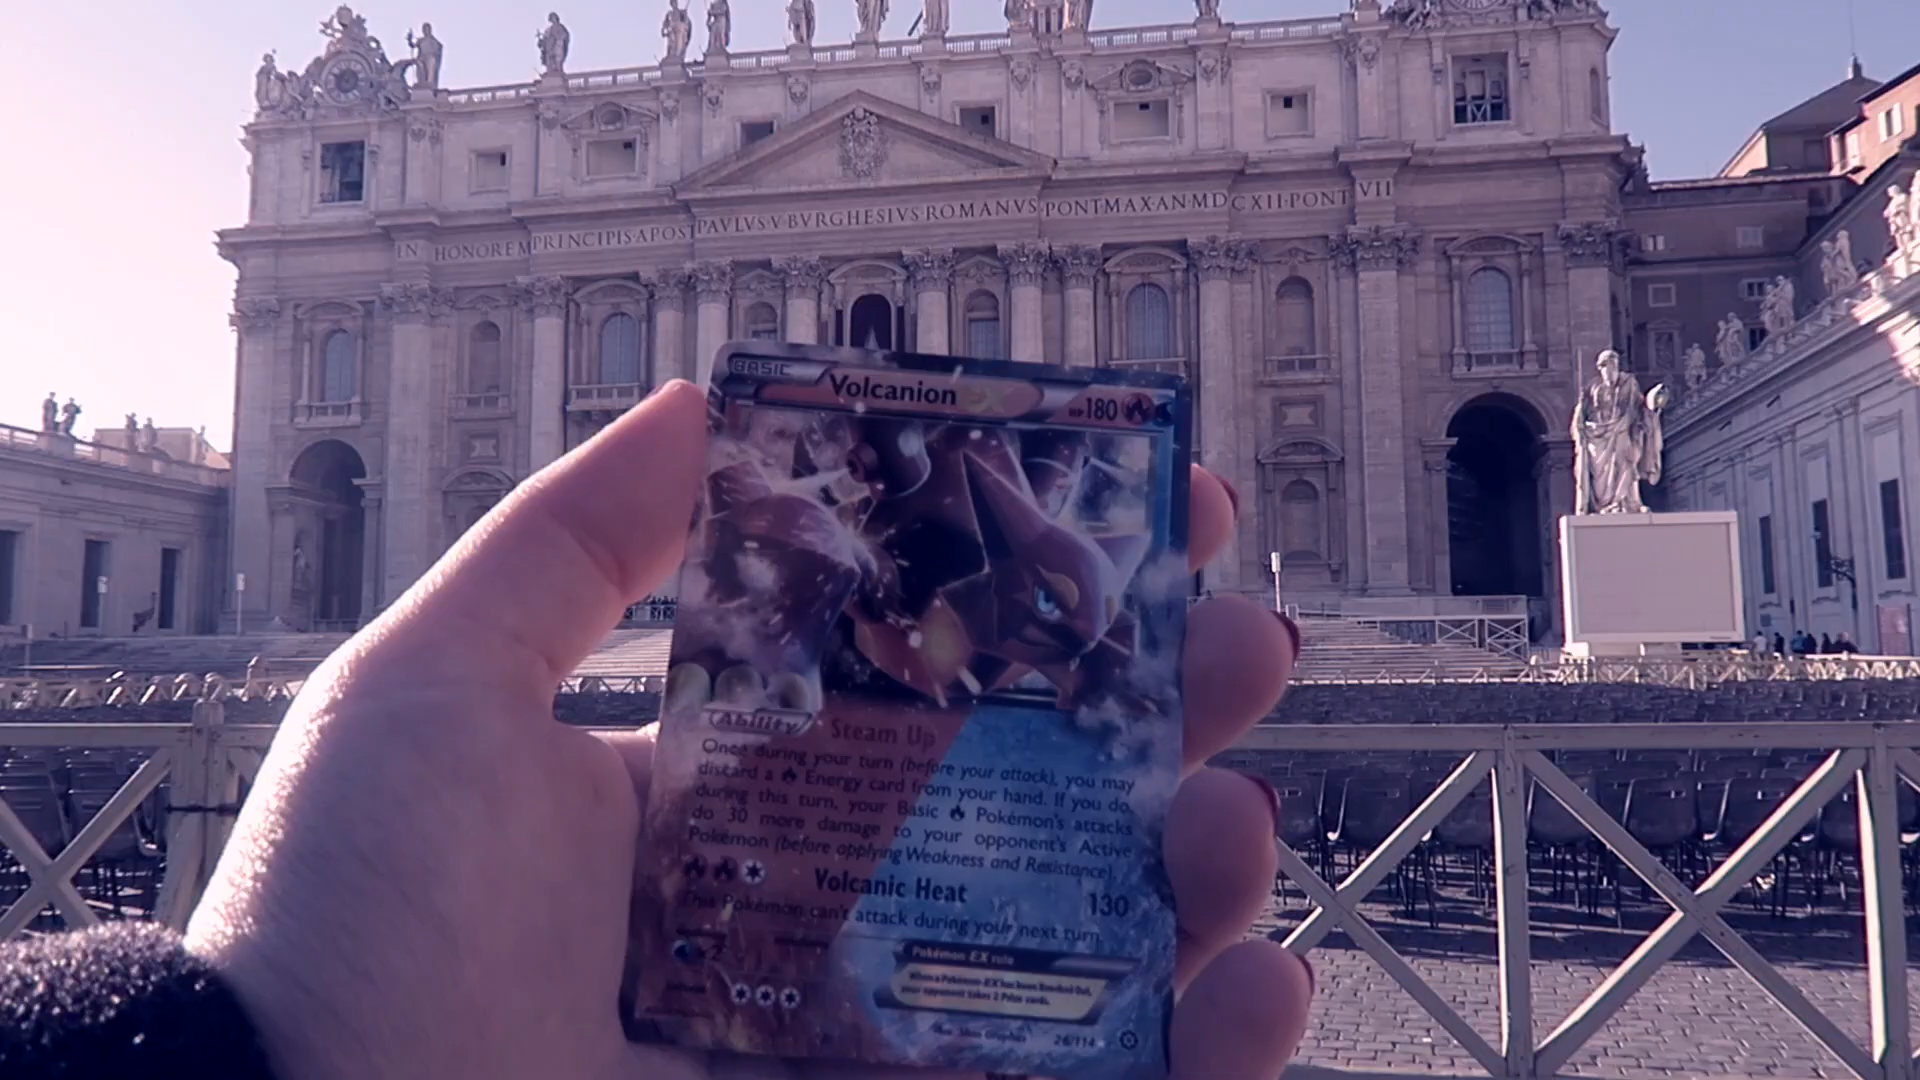 IN HONOREM PRINCIPIS APOST PAVLVS V BVRGHESIVS ROMANVS PONT MAX AN MDCXII PONT VII
BASIC Volcanion EX HP180
Ability Steam Up
Once during your turn (before your attack), you may
discard a Energy card from your hand. If you do,
during this turn, your Basic Pokémon's attacks
do 30 more damage to your opponent's Active
Pokémon (before applying Weakness and Resistance).
Volcanic Heat 130
This Pokémon can't attack during your next turn.
×2
Pokémon EX rule
When a Pokémon-EX has been Knocked Out,
your opponent takes 2 Prize cards.
26/114